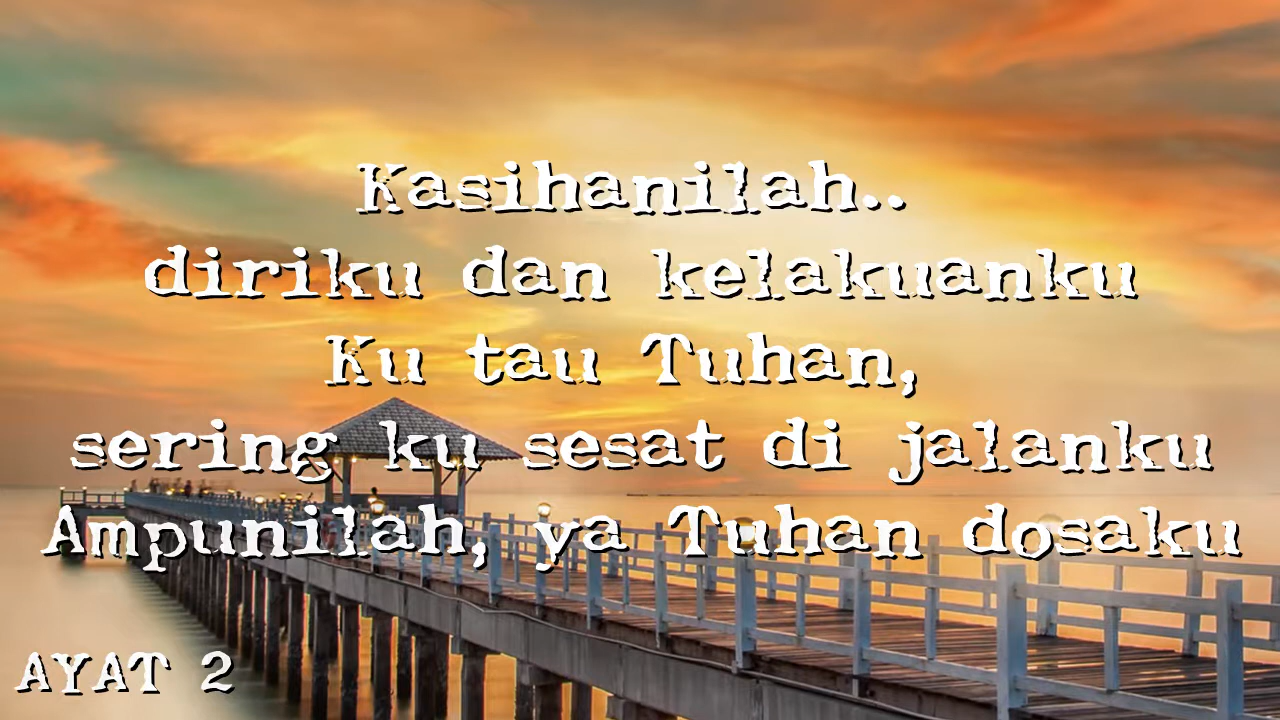 Kasihanilah..
diriku dan kelakuanku
Ku tau Tuhan,
sering ku sesat di jalanku
Ampunilah, ya Tuhan dosaku
AYAT 2